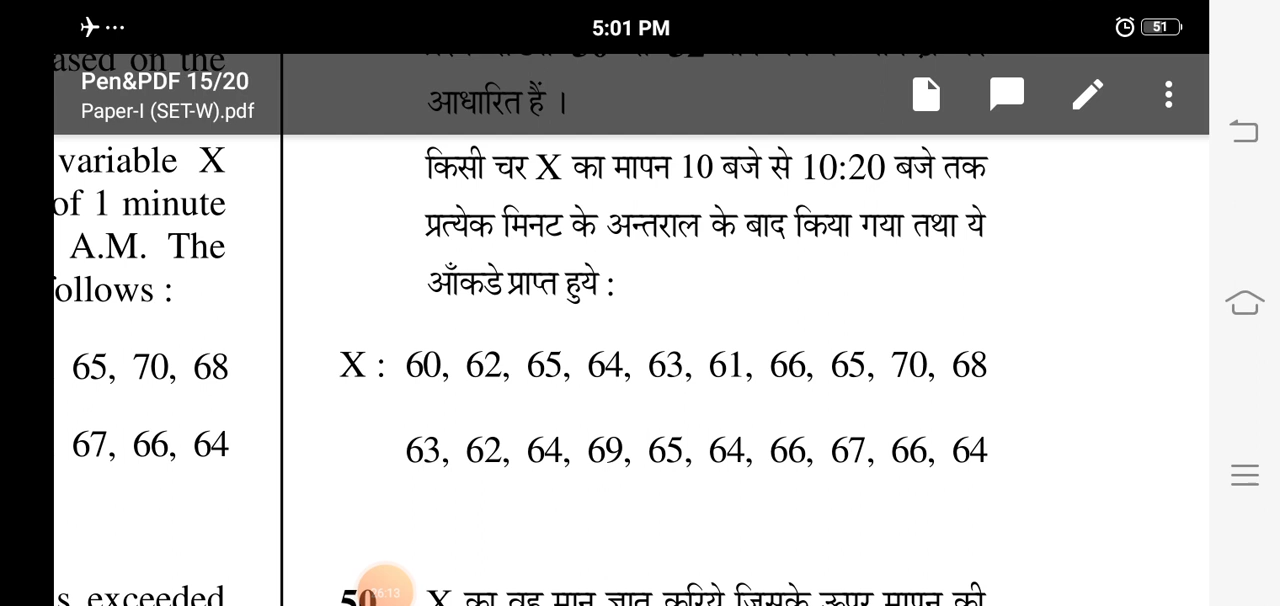 5:01 PM
51
ased on the
Pen&PDF 15/20
Paper-I (SET-W).pdf
आधारित हैं ।
variable X
of 1 minute
A.M. The
ollows :
65, 70, 68
67, 66, 64
किसी चर X का मापन 10 बजे से 10:20 बजे तक
प्रत्येक मिनट के अन्तराल के बाद किया गया तथा ये
आँकडे प्राप्त हुये :
X : 60, 62, 65, 64, 63, 61, 66, 65, 70, 68
63, 62, 64, 69, 65, 64, 66, 67, 66, 64
s exceeded
50 X का वह मान ज्ञात करिये जिसके ऊपर मापन की